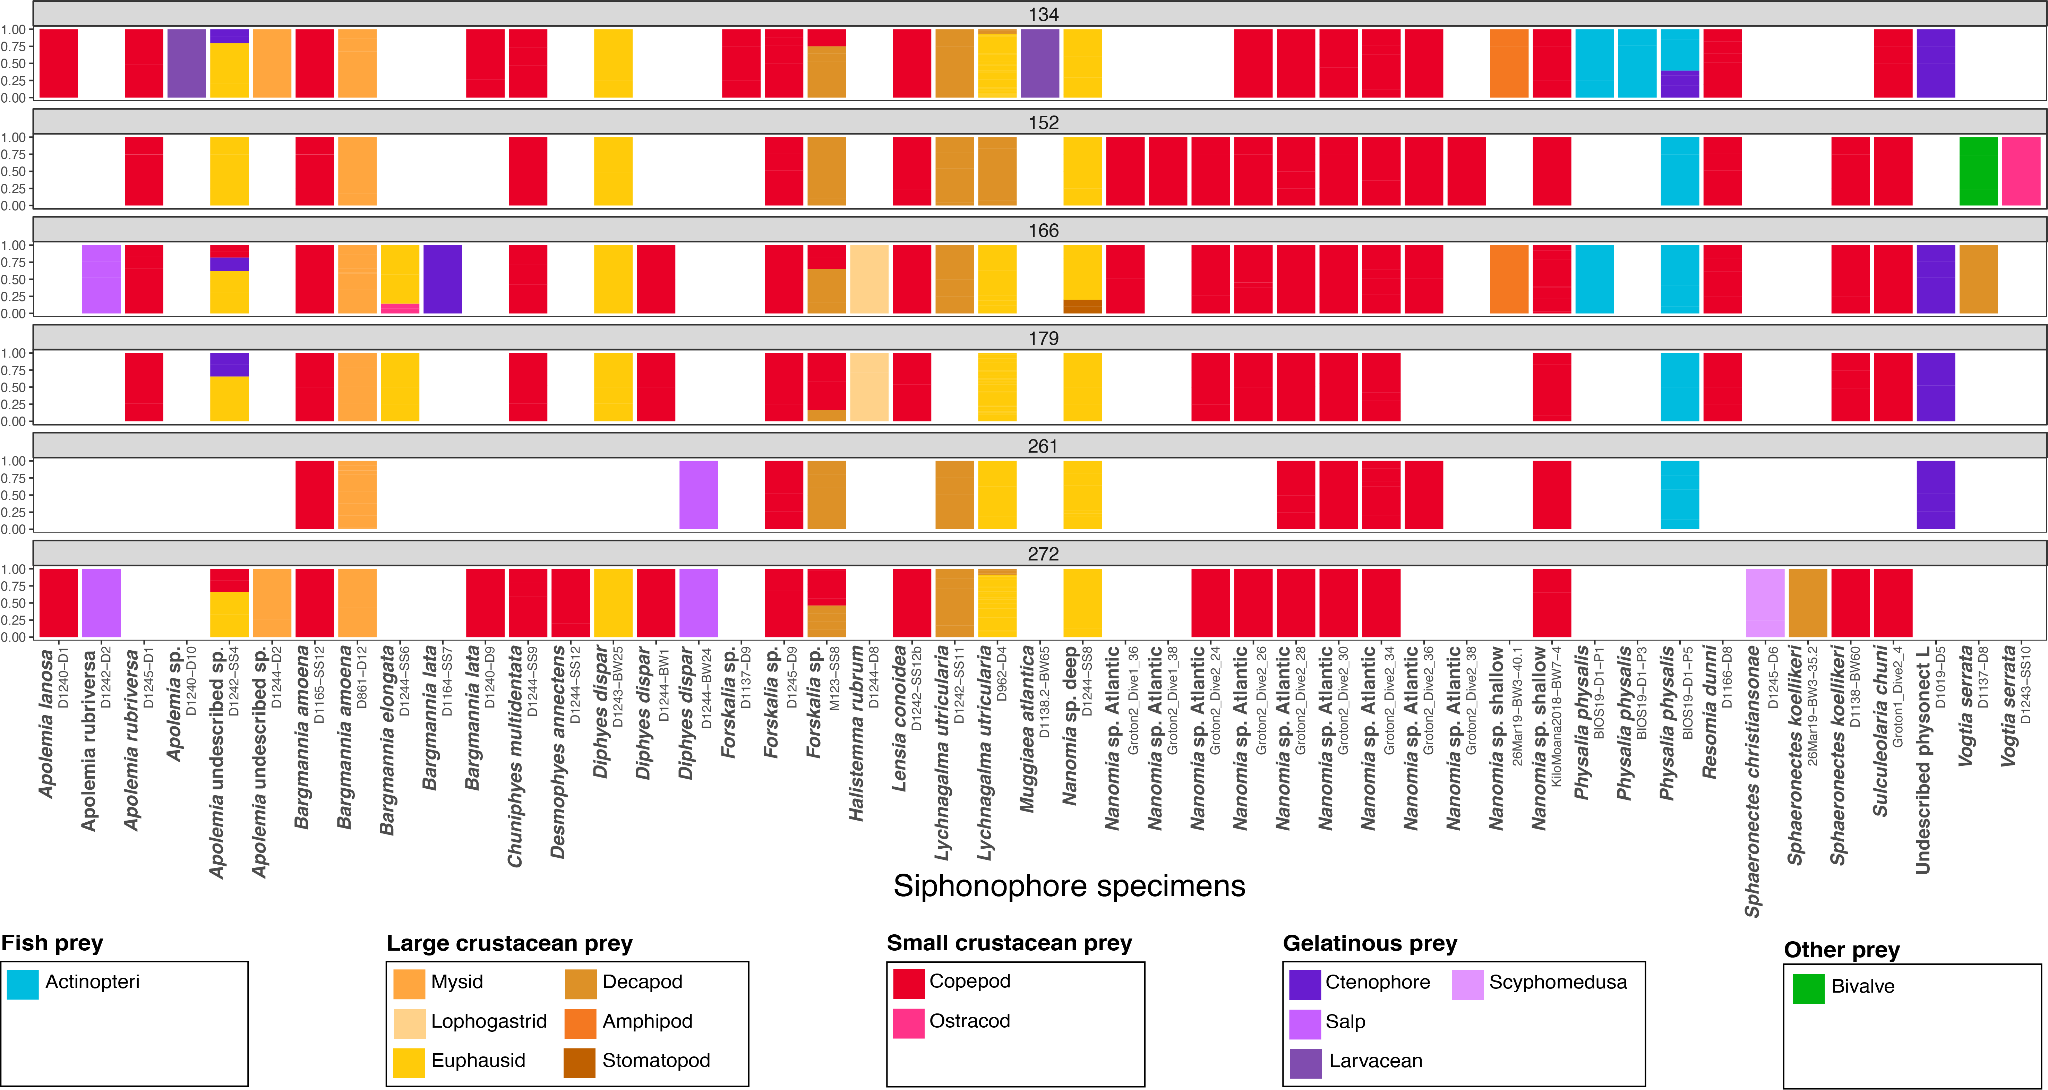 134
1.00
0.75
0.50
0.25
0.00
152
1.00
0.75
0.50
0.25
0.00
166
1.00
0.75
0.50
0.25
0.00
179
1.00
0.75
0.50
0.25
0.00
261
1.00
0.75
0.50
0.25
0.00
272
1.00
0.75
0.50
0.25
0.00
Apolemia lanosa
D1240-D1
Apolemia rubriversa
D1242-D2
Apolemia rubriversa
D1245-D1
Apolemia sp.
D1240-D10
Apolemia undescribed sp.
D1242-SS4
Apolemia undescribed sp.
D1244-D2
Bargmannia amoena
D1165-SS12
Bargmannia amoena
D861-D12
Bargmannia elongata
D1244-SS6
Bargmannia lata
D1164-SS7
Bargmannia lata
D1240-D9
Chuniphyes multidentata
D1244-SS9
Desmophyes annectens
D1244-SS12
Diphyes dispar
D1243-BW25
Diphyes dispar
D1244-BW1
Diphyes dispar
D1244-BW24
Forskalia sp.
D1137-D9
Forskalia sp.
D1245-D9
Forskalia sp.
M123-SS8
Halistemma rubrum
D1244-D8
Lensia conoidea
D1242-SS12b
Lychnagalma utricularia
D1242-SS11
Lychnagalma utricularia
D962-D4
Muggiaea atlantica
D1138.2-BW65
Nanomia sp. deep
D1244-SS8
Nanomia sp. Atlantic
Groton2_Dive1_36
Nanomia sp. Atlantic
Groton2_Dive1_38
Nanomia sp. Atlantic
Groton2_Dive2_24
Nanomia sp. Atlantic
Groton2_Dive2_26
Nanomia sp. Atlantic
Groton2_Dive2_28
Nanomia sp. Atlantic
Groton2_Dive2_30
Nanomia sp. Atlantic
Groton2_Dive2_34
Nanomia sp. Atlantic
Groton2_Dive2_36
Nanomia sp. Atlantic
Groton2_Dive2_38
Nanomia sp. shallow
26Mar19-BW3-40.1
Nanomia sp. shallow
KiloMoana2018-BW7-4
Physalia physalis
BIOS19-D1-P1
Physalia physalis
BIOS19-D1-P3
Physalia physalis
BIOS19-D1-P5
Resomia dunni
D1166-D8
Sphaeronectes christiansonae
D1245-D6
Sphaeronectes koellikeri
26Mar19-BW3-35.2
Sphaeronectes koellikeri
D1138-BW60
Sulculeolaria chuni
Groton1_Dive2_4
Undescribed physonect L
D1019-D5
Vogtia serrata
D1137-D8
Vogtia serrata
D1243-SS10
Siphonophore specimens
Fish prey
Actinopteri
Large crustacean prey
Mysid
Decapod
Lophogastrid
Amphipod
Euphausid
Stomatopod
Small crustacean prey
Copepod
Ostracod
Gelatinous prey
Ctenophore
Scyphomedusa
Salp
Larvacean
Other prey
Bivalve